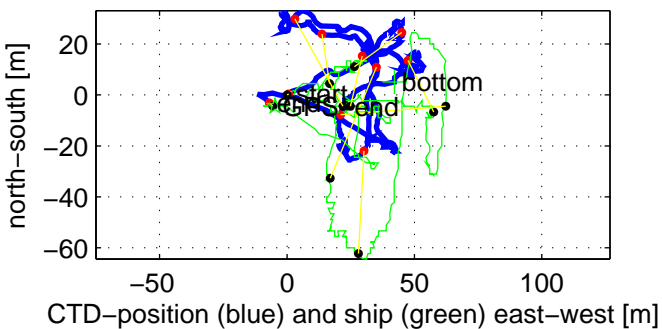 20
0
−20
−40
−60
north−south [m]
bottom
start
end
−50
0
50
100
CTD−position (blue) and ship (green) east−west [m]